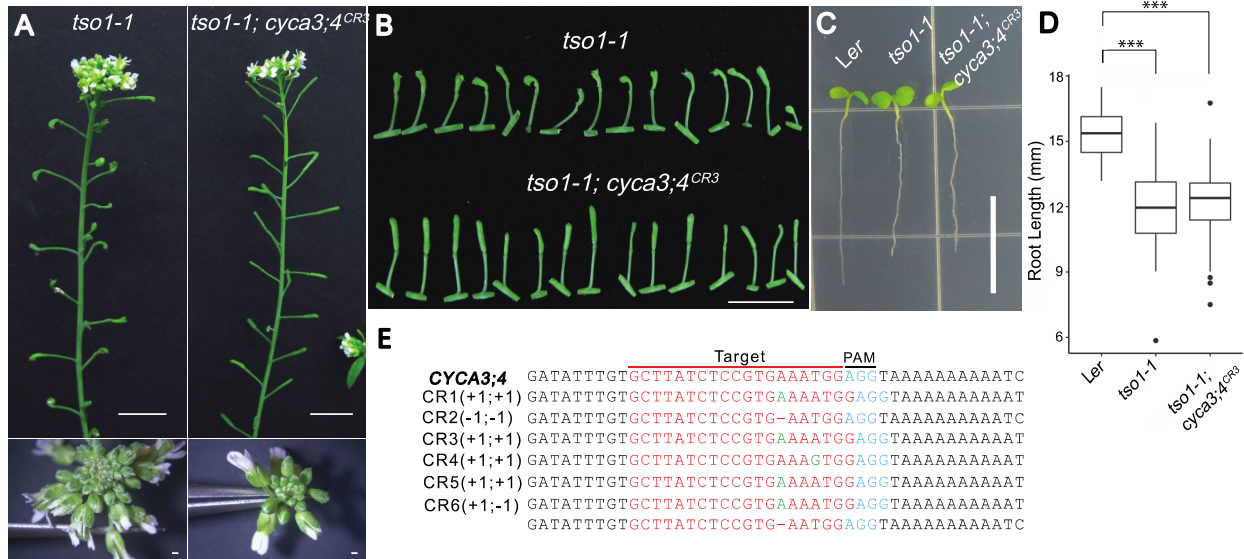 A
tso1-1
tso1-1; cyca3;4CR3
B
tso1-1
tso1-1; cyca3;4CR3
C
Ler
tso1-1
tso1-1;
cyca3;4CR3
D
***
***
18
15
12
9
6
Root Length (mm)
Ler
tso1-1
tso1-1;
cyca3;4CR3
E
Target PAM
CYCA3;4 GATATTTGTGCTTATCTCCGTGAAATGGAGGTAAAAAAAAAATC
CR1(+1;+1) GATATTTGTGCTTATCTCCGTGAAAATGGAGGTAAAAAAAAAAT
CR2(-1;-1) GATATTTGTGCTTATCTCCGTG-AATGGAGGTAAAAAAAAAATC
CR3(+1;+1) GATATTTGTGCTTATCTCCGTGAAAATGGAGGTAAAAAAAAAAT
CR4(+1;+1) GATATTTGTGCTTATCTCCGTGAAAGTGGAGGTAAAAAAAAAAT
CR5(+1;+1) GATATTTGTGCTTATCTCCGTGAAAATGGAGGTAAAAAAAAAAT
CR6(+1;-1) GATATTTGTGCTTATCTCCGTGAAAATGGAGGTAAAAAAAAAAT
GATATTTGTGCTTATCTCCGTG-AATGGAGGTAAAAAAAAAATC